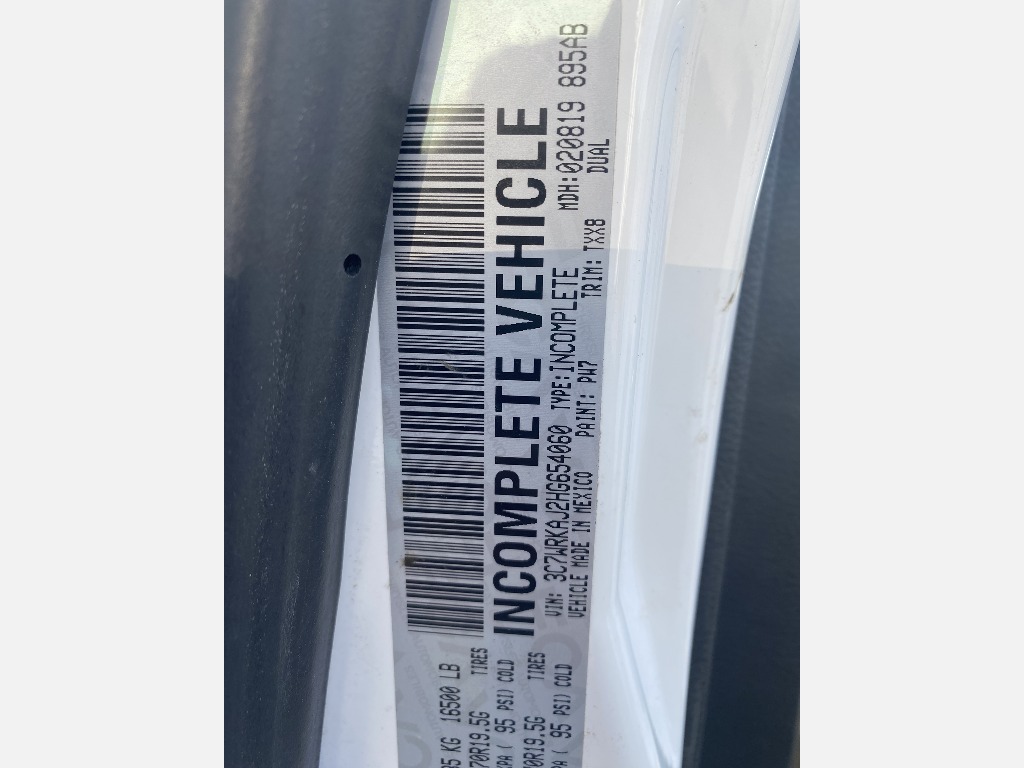 INCOMPLETE VEHICLE
VIN: 3C7WRKAJ2HG654060 TYPE:INCOMPLETE MDH:020819 895AB
VEHICLE MADE IN MEXICO PAINT: PW7 TRIM: TXX8 DUAL
KG 16500 LB
70R19.5G TIRES
( 95 PSI) COLD
R19.5G TIRES
( 95 PSI) COLD